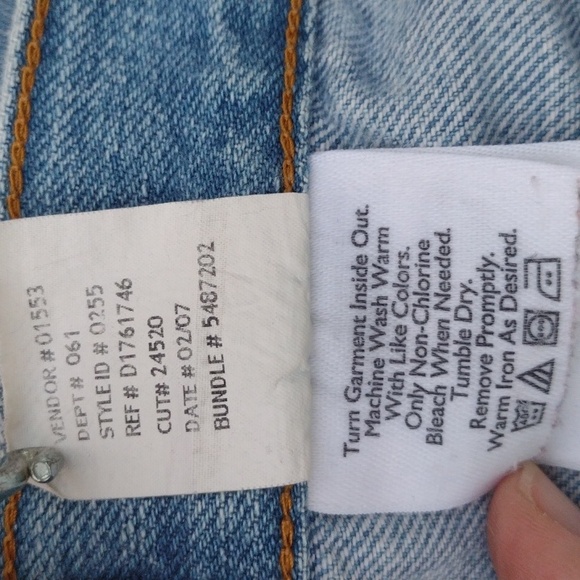 VENDOR # 01553
DEPT # 061
STYLE ID # 0255
REF # D1761746
CUT# 24520
DATE # 02/07
BUNDLE # 5487202
Turn Garment Inside Out.
Machine Wash Warm
With Like Colors.
Only Non-Chlorine
Bleach When Needed.
Tumble Dry.
Remove Promptly.
Warm Iron As Desired.